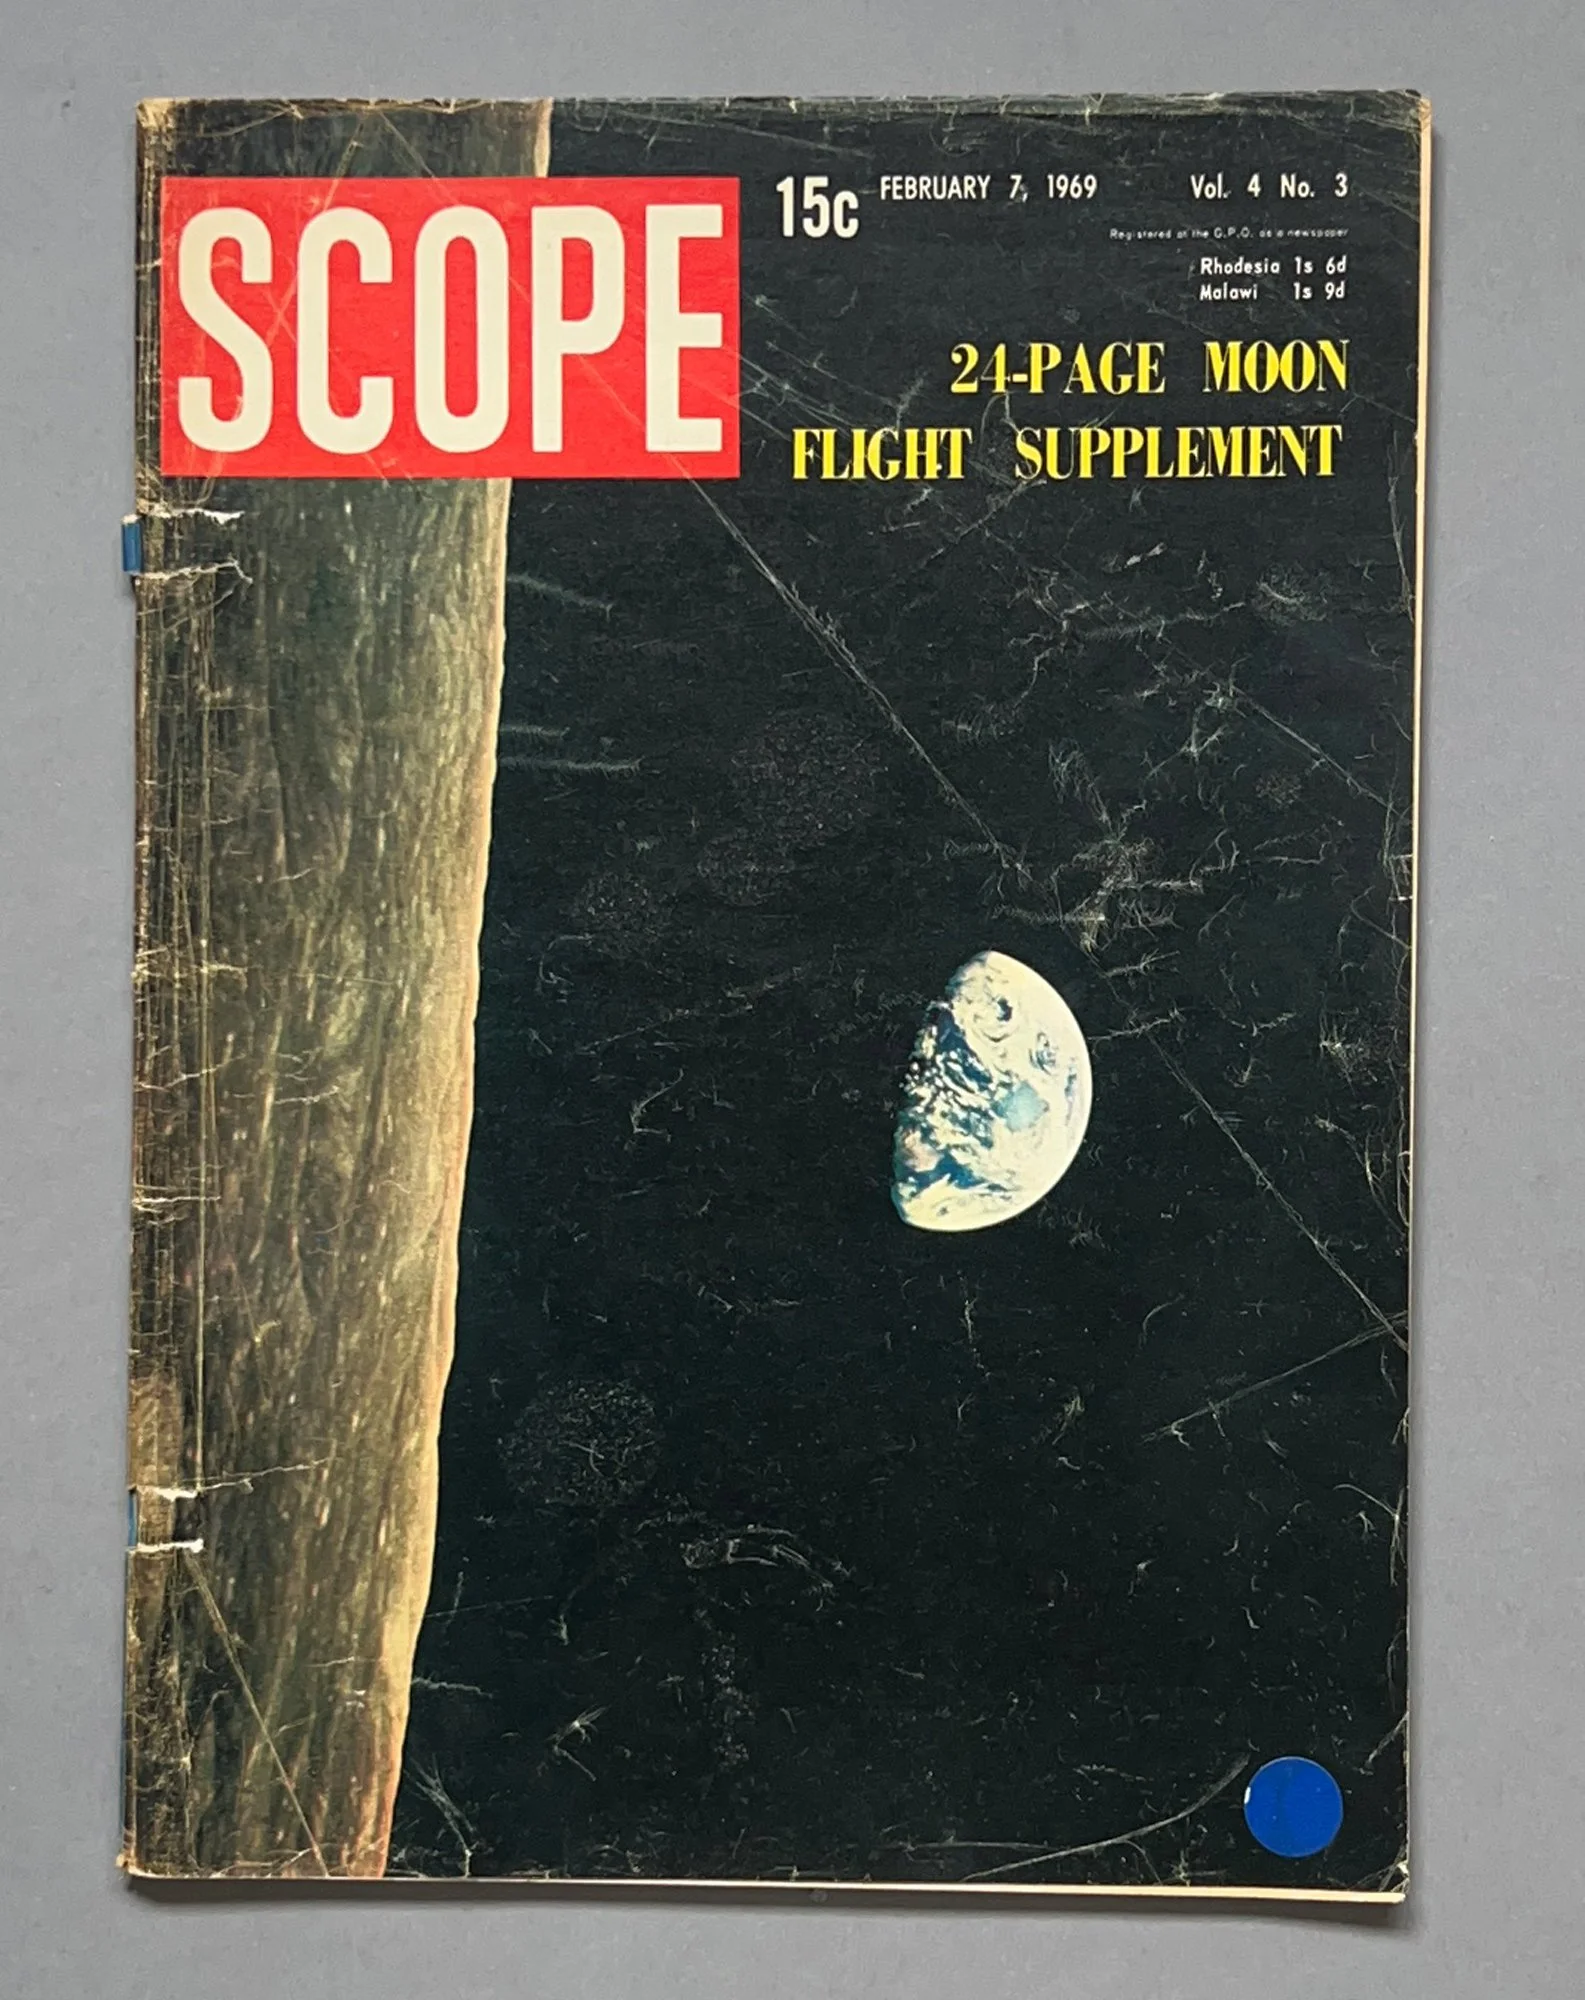 SCOPE
15c FEBRUARY 7, 1969 Vol. 4 No. 3
Registered at the G.P.O. as a newspaper
Rhodesia 1s 6d
Malawi 1s 9d
24-PAGE MOON
FLIGHT SUPPLEMENT